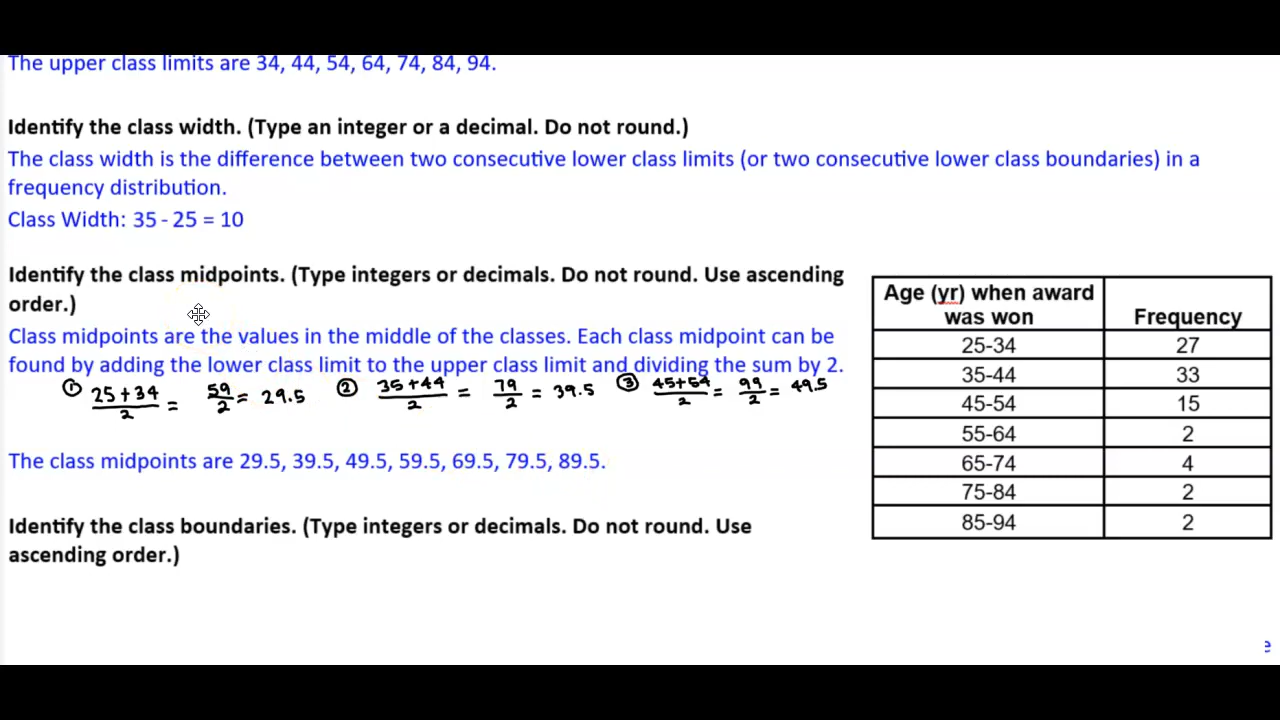 The upper class limits are 34, 44, 54, 64, 74, 84, 94.
Identify the class width. (Type an integer or a decimal. Do not round.)
The class width is the difference between two consecutive lower class limits (or two consecutive lower class boundaries) in a
frequency distribution.
Class Width: 35 - 25 = 10
Identify the class midpoints. (Type integers or decimals. Do not round. Use ascending
order.)
Class midpoints are the values in the middle of the classes. Each class midpoint can be
found by adding the lower class limit to the upper class limit and dividing the sum by 2.
① 25+34/2 = 59/2 = 29.5 ② 35+44/2 = 79/2 = 39.5 ③ 45+54/2 = 99/2 = 49.5
The class midpoints are 29.5, 39.5, 49.5, 59.5, 69.5, 79.5, 89.5.
Identify the class boundaries. (Type integers or decimals. Do not round. Use
ascending order.)
Age (yr) when award
was won Frequency
25-34 27
35-44 33
45-54 15
55-64 2
65-74 4
75-84 2
85-94 2
e